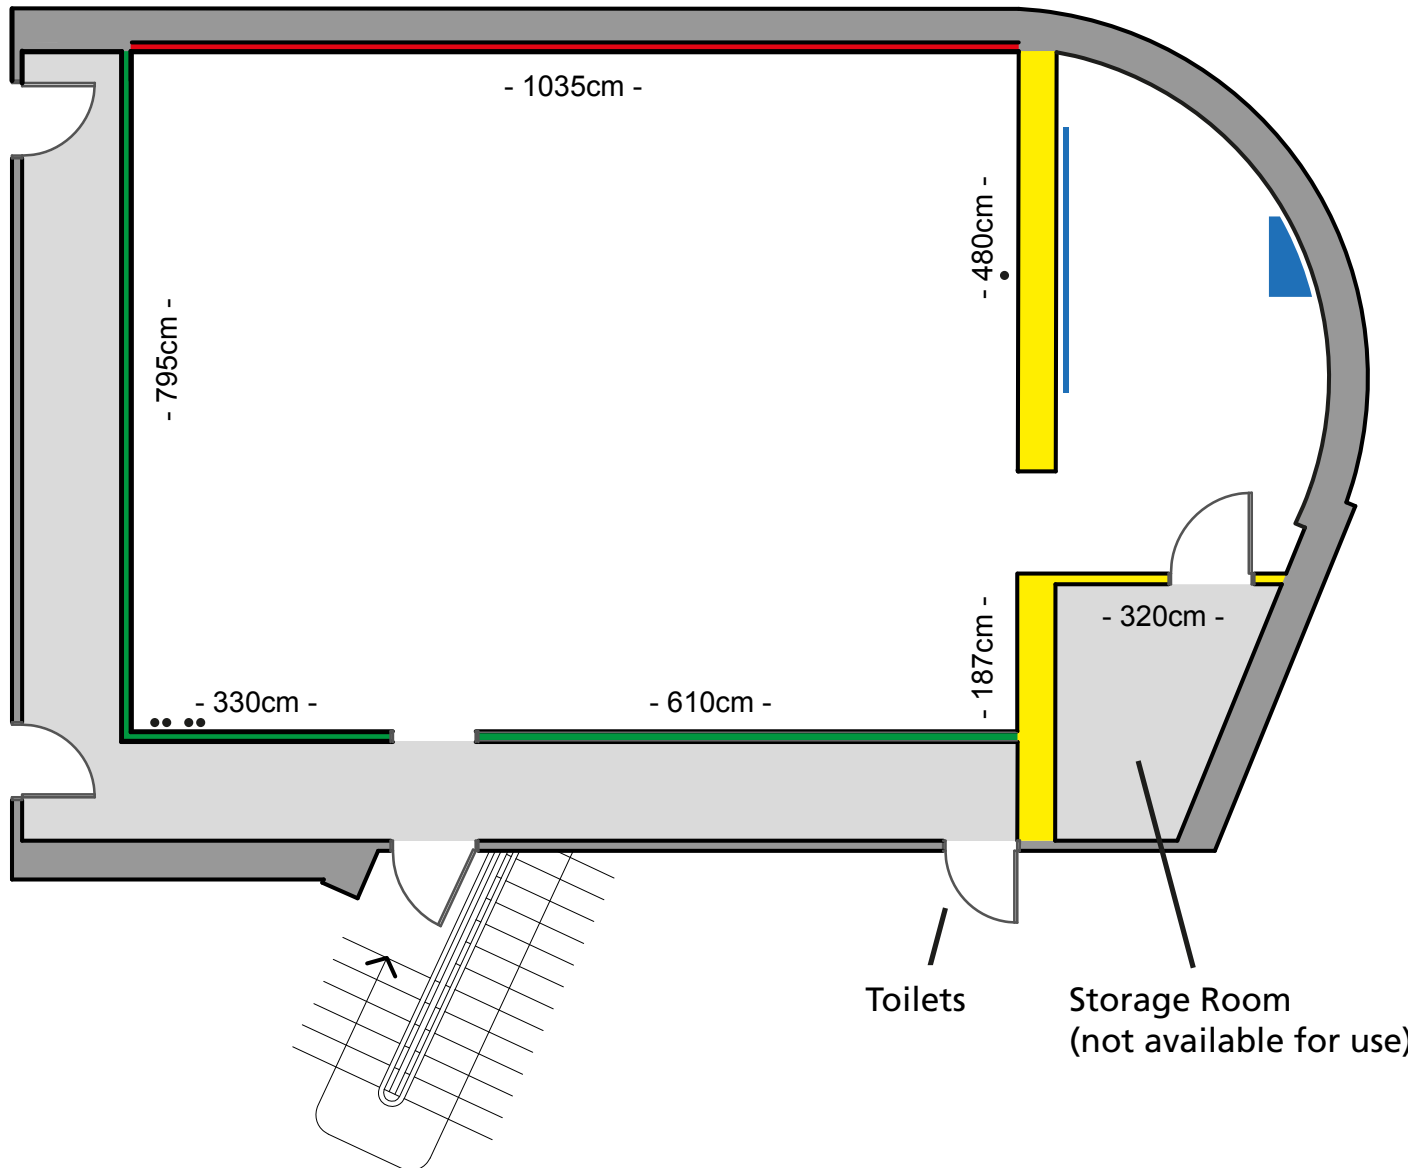 - 1035cm -
- 480cm -
- 795cm -
- 187cm -
- 320cm -
- 330cm -
- 610cm -
Toilets
Storage Room
(not available for use)